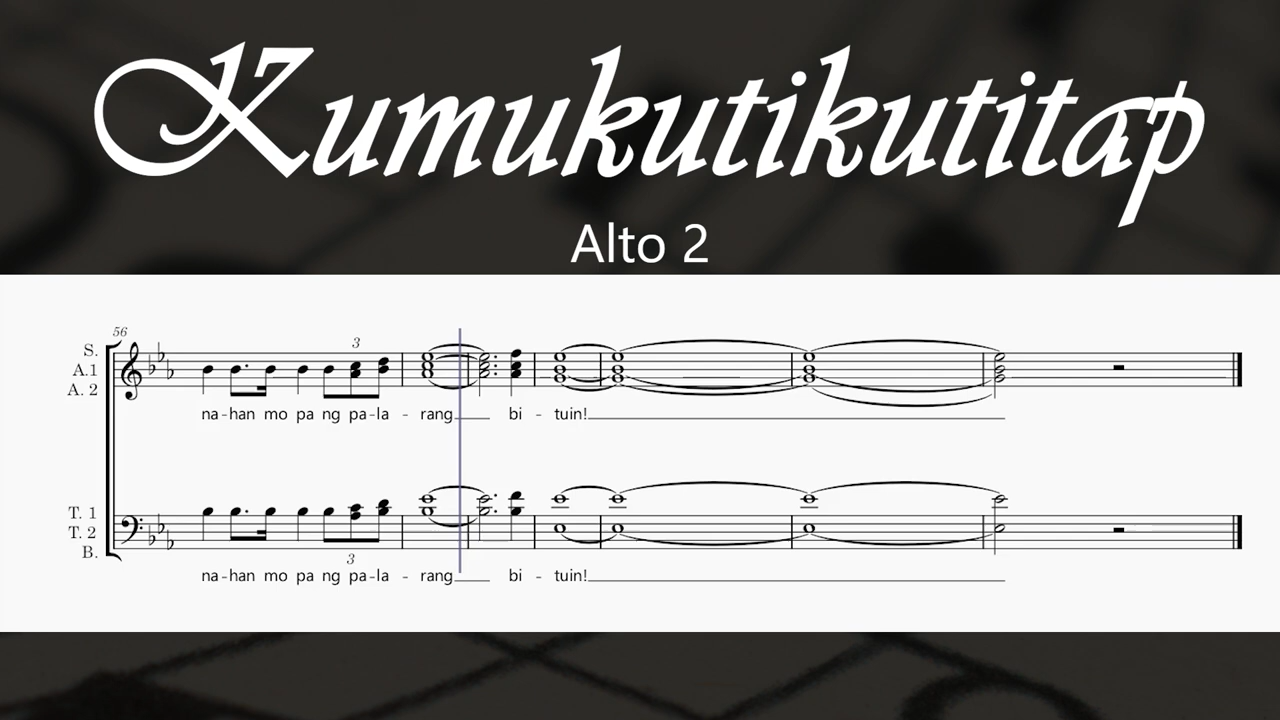 Kumukutikutitap
Alto 2
56
3
S.
A.1
A. 2
na-han mo pa ng pa-la-rang bi-tuin!
T. 1
T. 2
B.
3
na-han mo pa ng pa-la-rang bi-tuin!